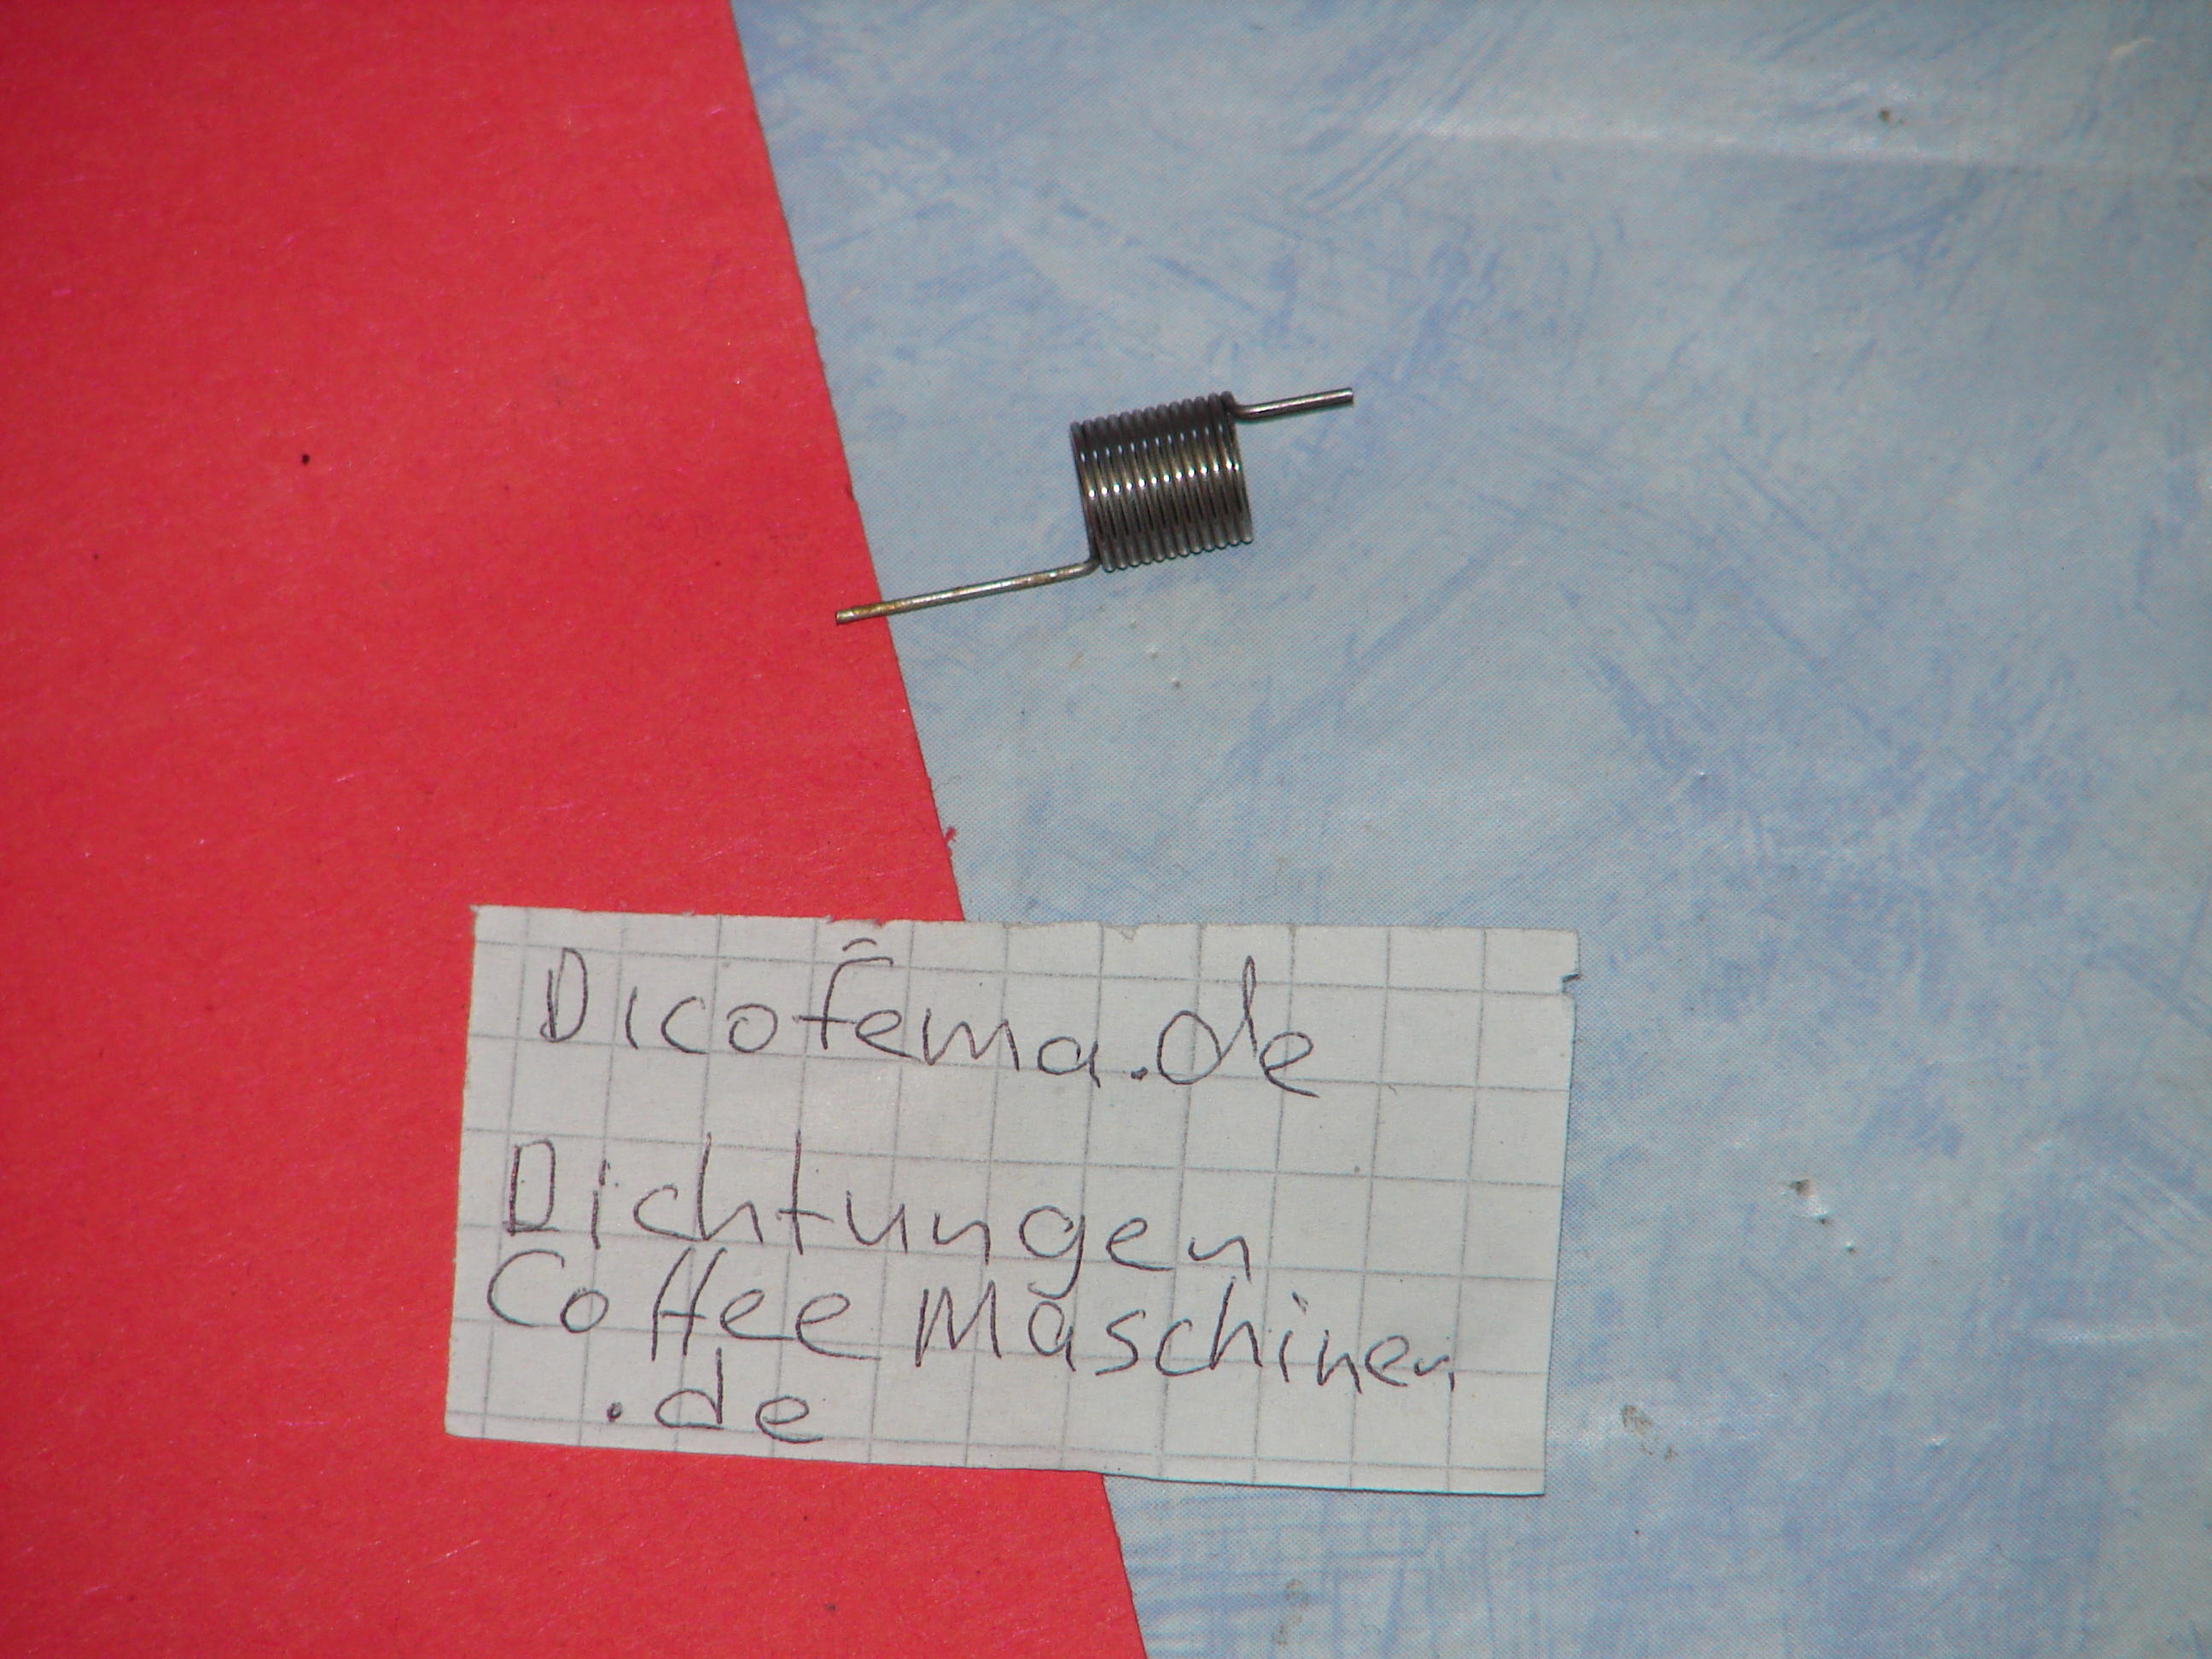 Dicofema.de
Dichtungen
Coffee Maschinen
.de